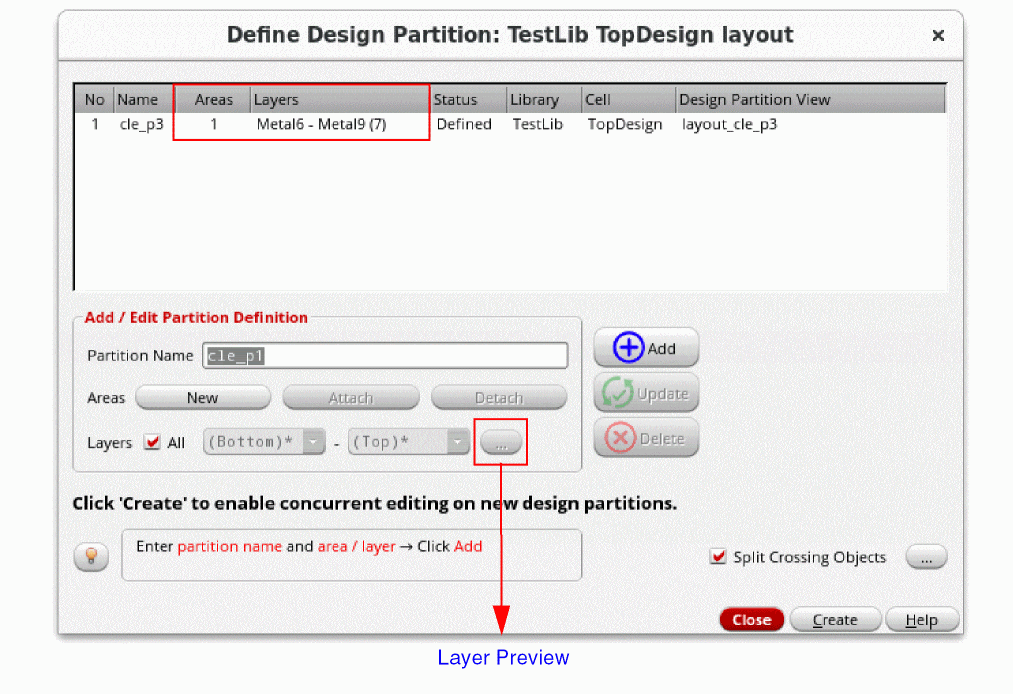 Define Design Partition: TestLib TopDesign layout ×
No Name Areas Layers Status Library Cell Design Partition View
1 cle_p3 1 Metal6 - Metal9 (7) Defined TestLib TopDesign layout_cle_p3
Add / Edit Partition Definition
Partition Name cle_p1
Add
Areas New Attach Detach
Update
Layers All (Bottom)* - (Top)* ...
Delete
Click 'Create' to enable concurrent editing on new design partitions.
Enter partition name and area / layer → Click Add
Split Crossing Objects ...
Close Create Help
Layer Preview